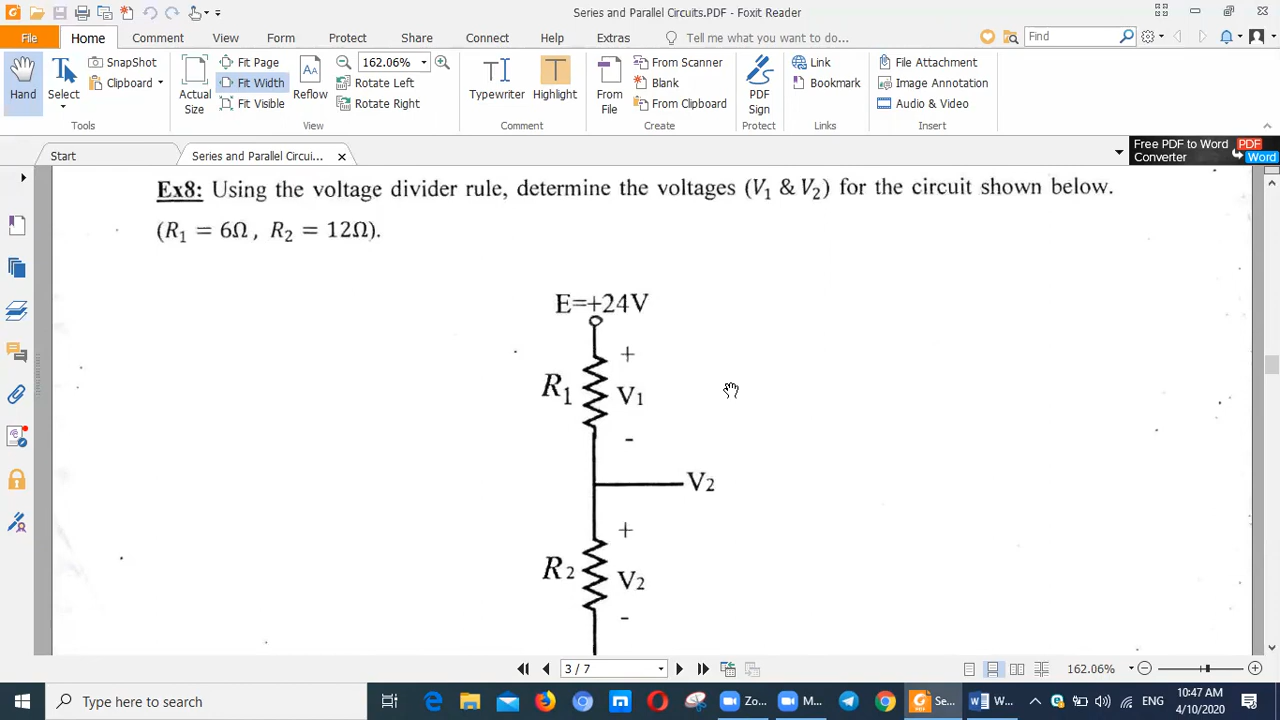 Series and Parallel Circuits.PDF - Foxit Reader
File Home Comment View Form Protect Share Connect Help Extras Tell me what you want to do... Find
Hand
Select
SnapShot
Clipboard
Tools
Actual Size
Fit Page
Fit Width
Fit Visible
Reflow
162.06%
Rotate Left
Rotate Right
View
Typewriter
Highlight
Comment
From File
From Scanner
Blank
From Clipboard
Create
PDF Sign
Protect
Link
Bookmark
Links
File Attachment
Image Annotation
Audio & Video
Insert
Start
Series and Parallel Circui...
Free PDF to Word Converter
PDF
Word
Ex8: Using the voltage divider rule, determine the voltages (V₁ & V₂) for the circuit shown below.
(R₁ = 6Ω , R₂ = 12Ω).
E=+24V
+
R₁ V₁
-
V₂
+
R₂ V₂
-
3 / 7
162.06%
Type here to search
Zo...
M...
Se...
W...
ENG
10:47 AM
4/10/2020